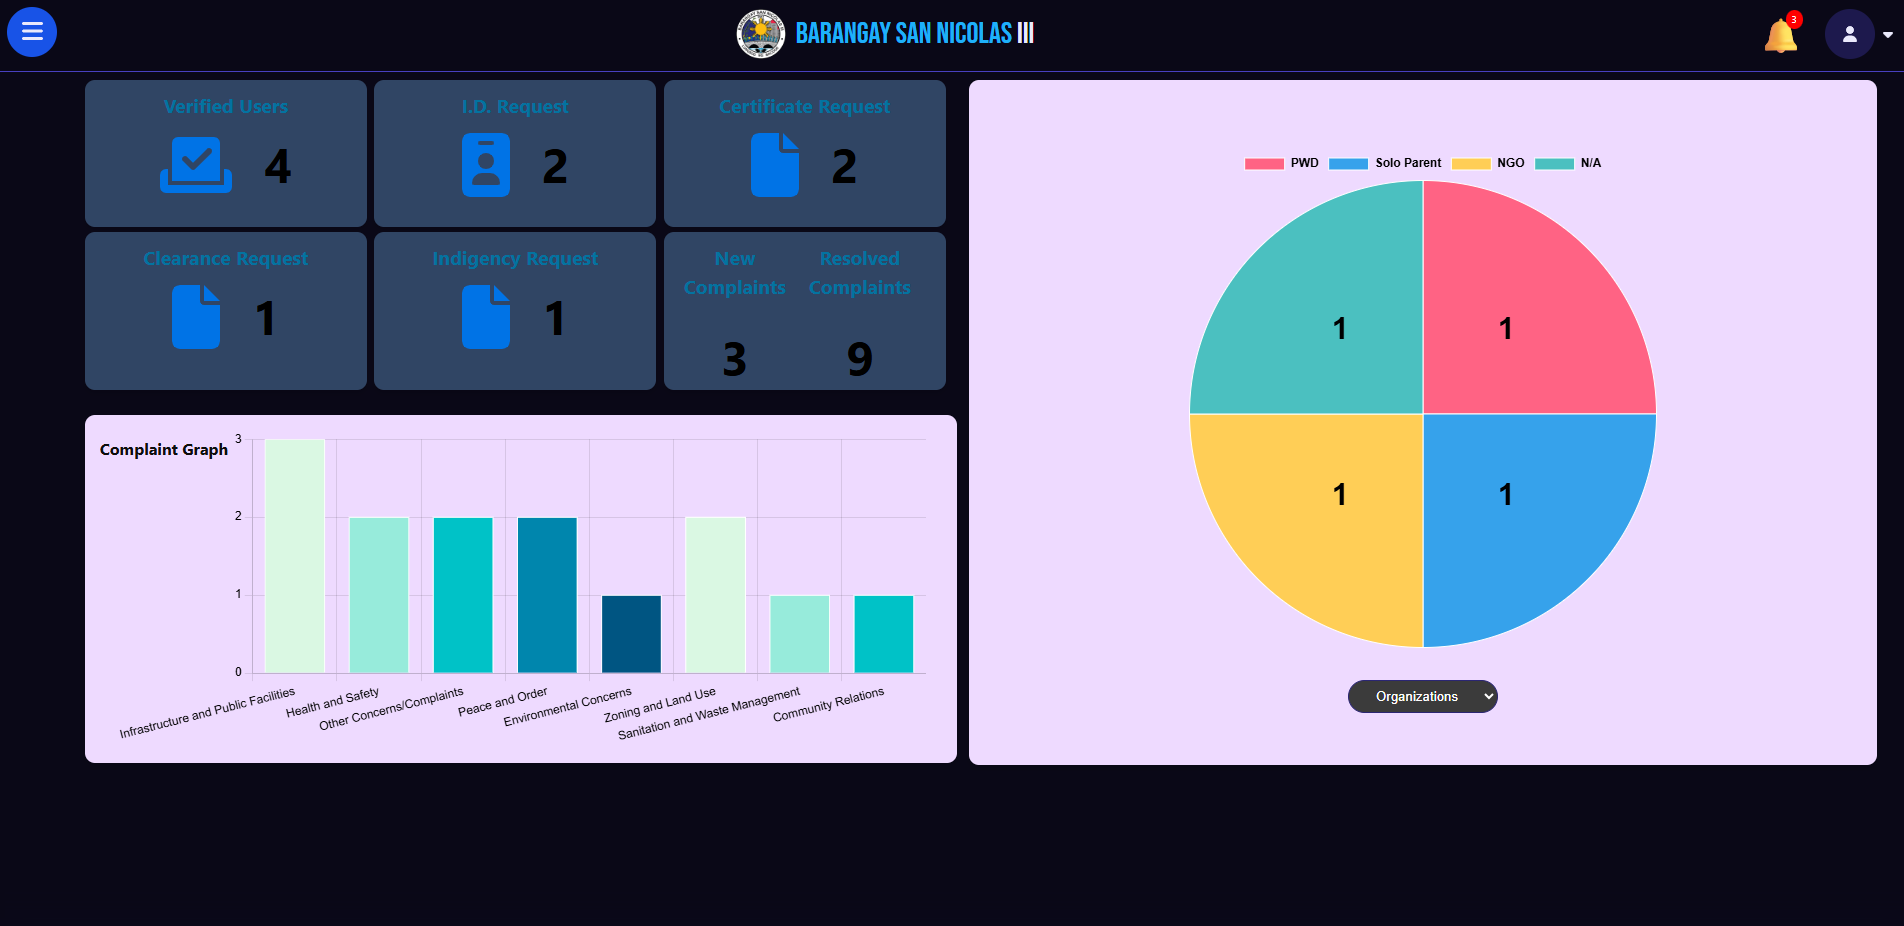 BARANGAY SAN NICOLAS III
3
Verified Users
4
I.D. Request
2
Certificate Request
2
Clearance Request
1
Indigency Request
1
New
Complaints
3
Resolved
Complaints
9
Complaint Graph
3
2
1
0
Infrastructure and Public Facilities
Health and Safety
Other Concerns/Complaints
Peace and Order
Environmental Concerns
Zoning and Land Use
Sanitation and Waste Management
Community Relations
PWD Solo Parent NGO N/A
1 1
1 1
Organizations